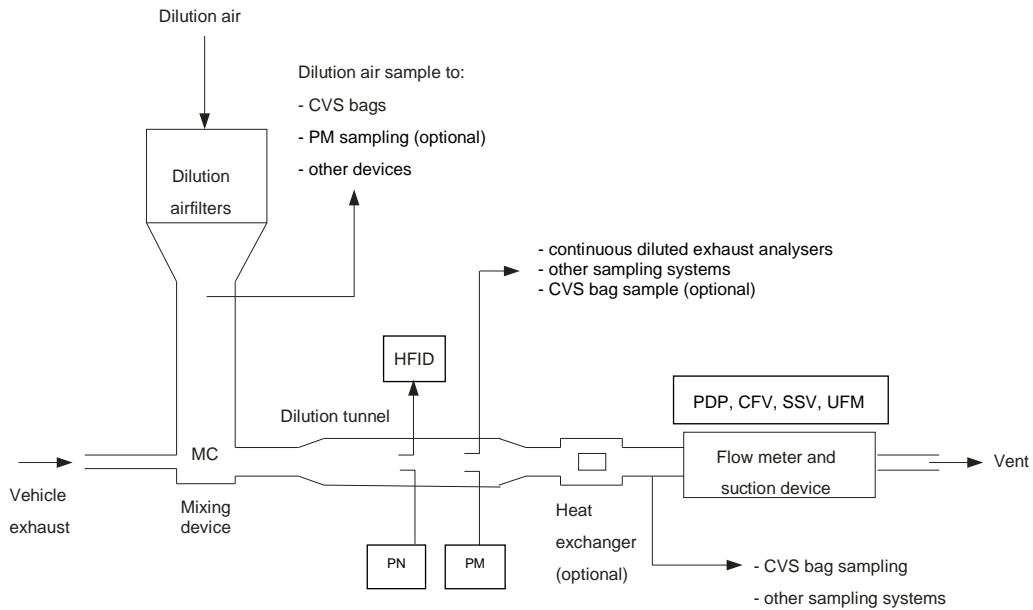 Dilution air
Dilution air sample to:
- CVS bags
- PM sampling (optional)
- other devices
Dilution
airfilters
- continuous diluted exhaust analysers
- other sampling systems
- CVS bag sample (optional)
HFID
PDP, CFV, SSV, UFM
Dilution tunnel
MC
Flow meter and
suction device
Vent
Vehicle
exhaust
Mixing
device
Heat
exchanger
(optional)
PN
PM
- CVS bag sampling
- other sampling systems